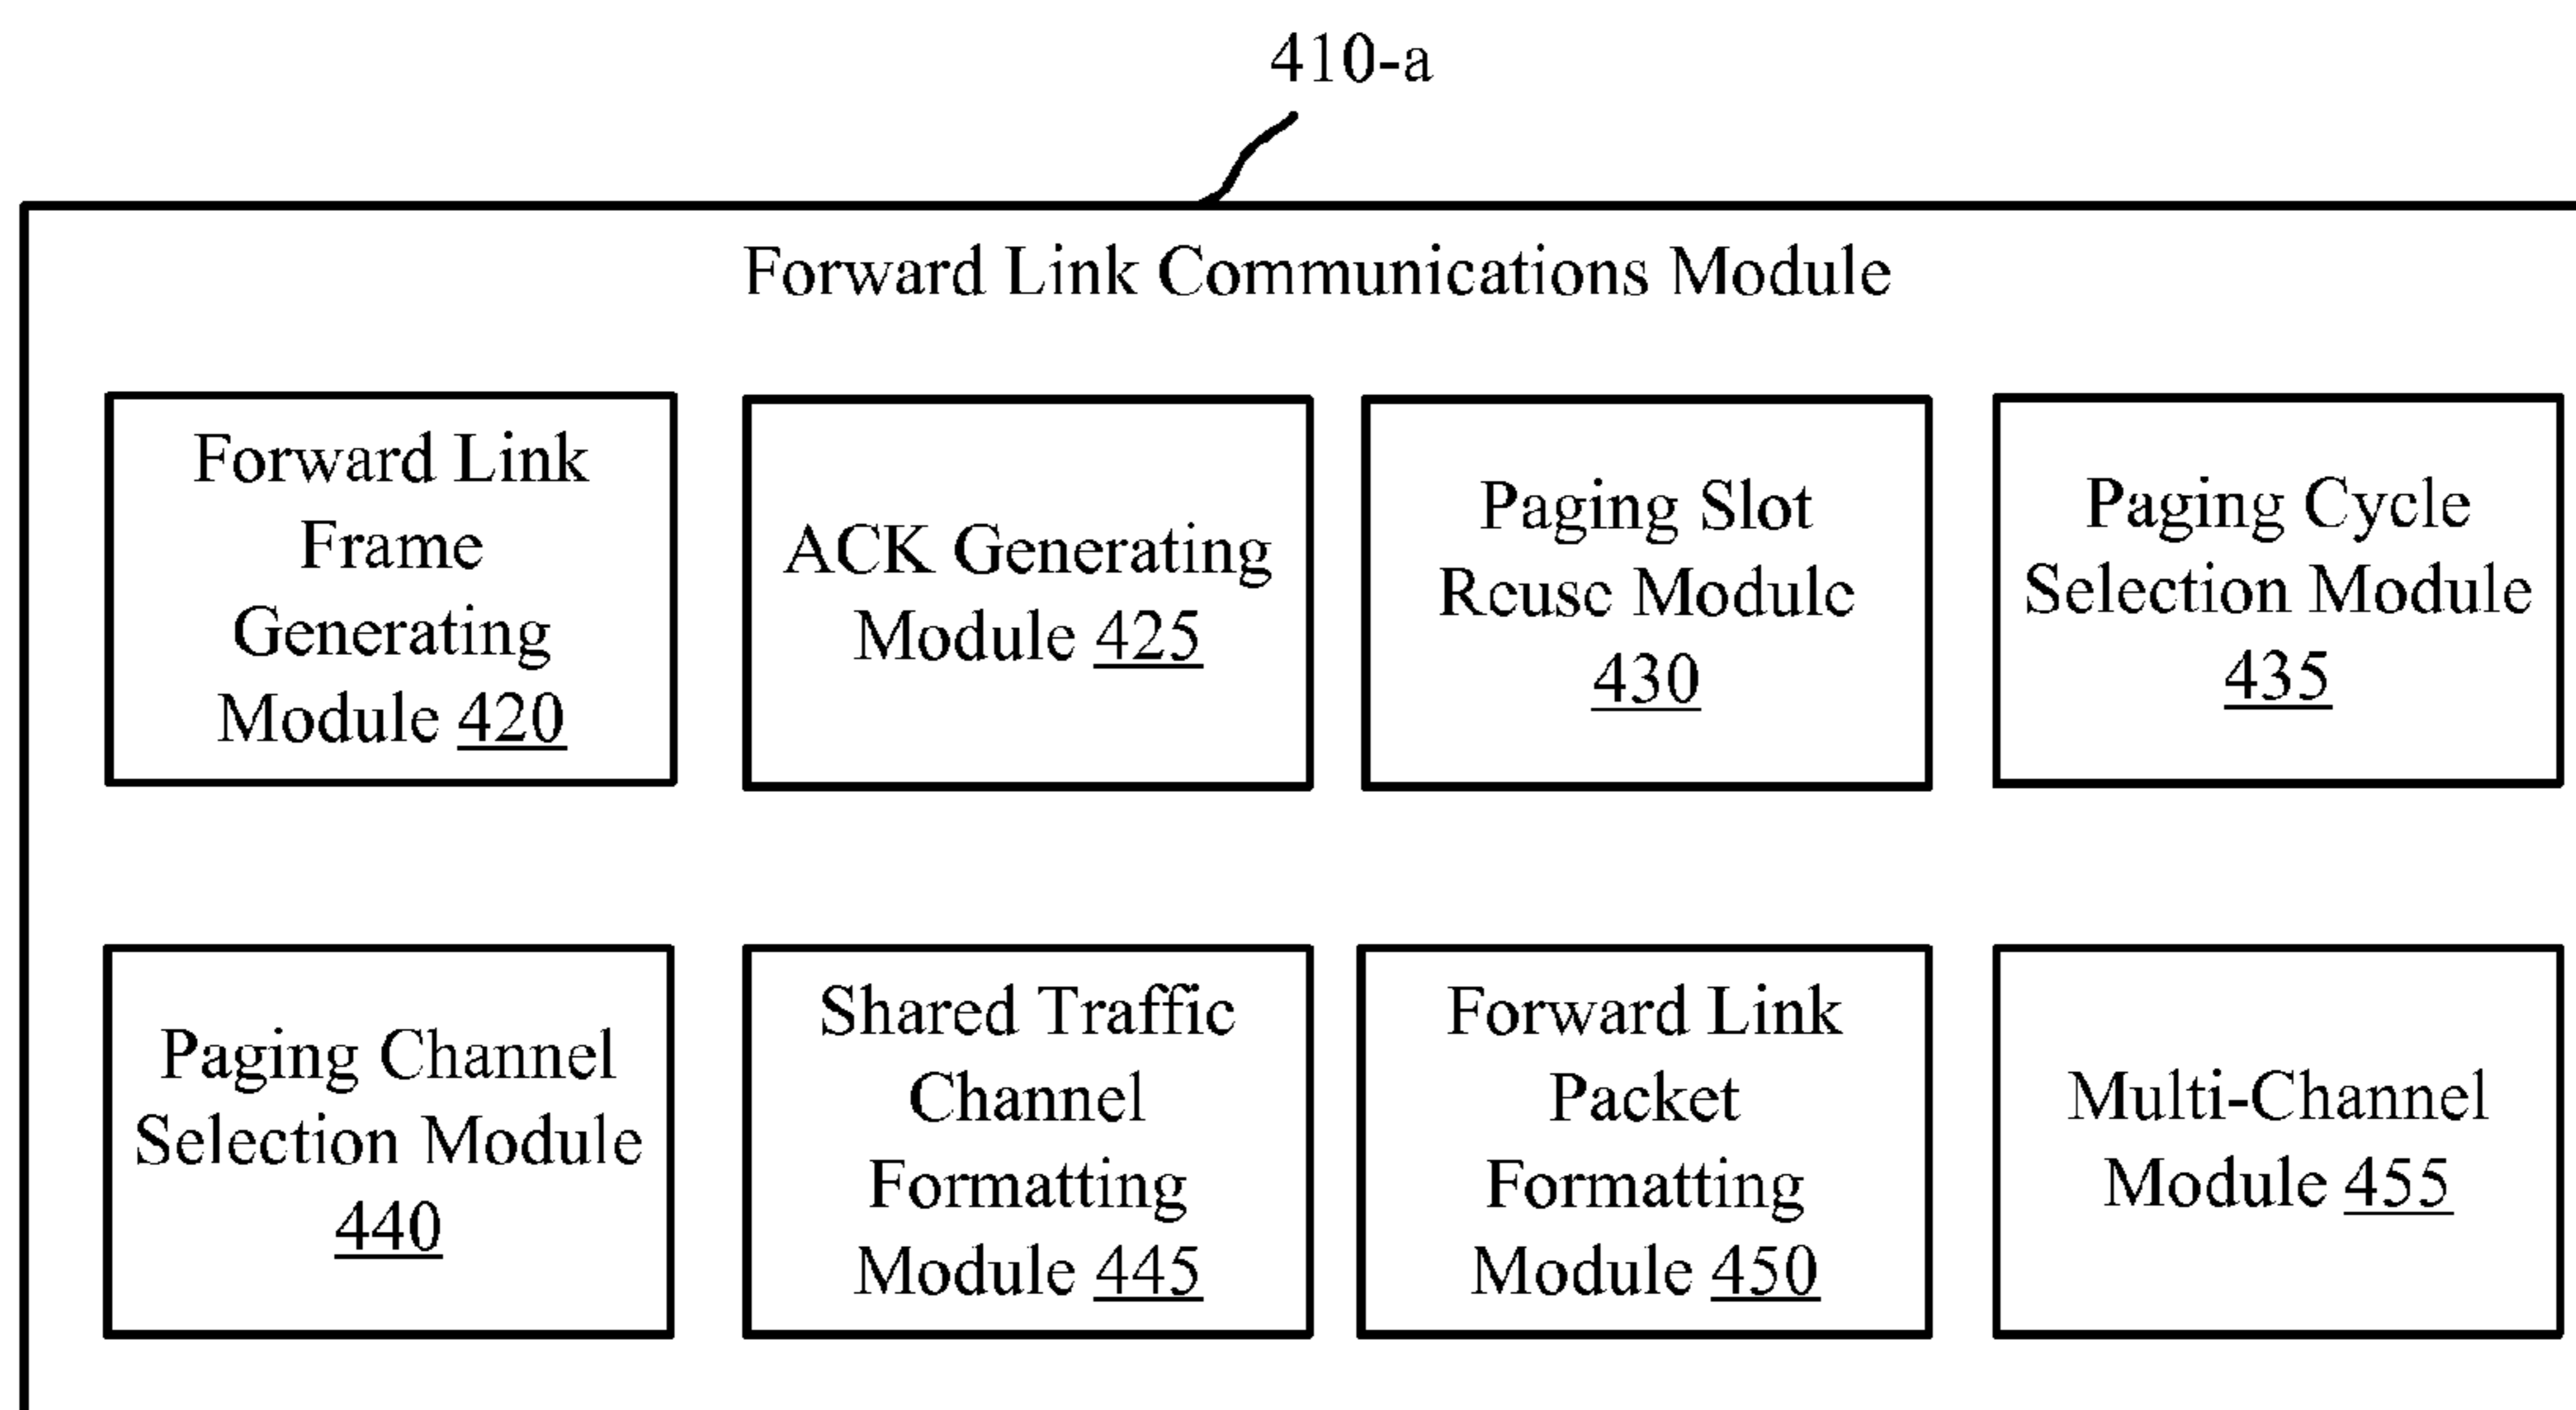 410-a
Forward Link Communications Module
Forward Link
Frame
Generating
Module 420
ACK Generating
Module 425
Paging Slot
Reuse Module
430
Paging Cycle
Selection Module
435
Paging Channel
Selection Module
440
Shared Traffic
Channel
Formatting
Module 445
Forward Link
Packet
Formatting
Module 450
Multi-Channel
Module 455